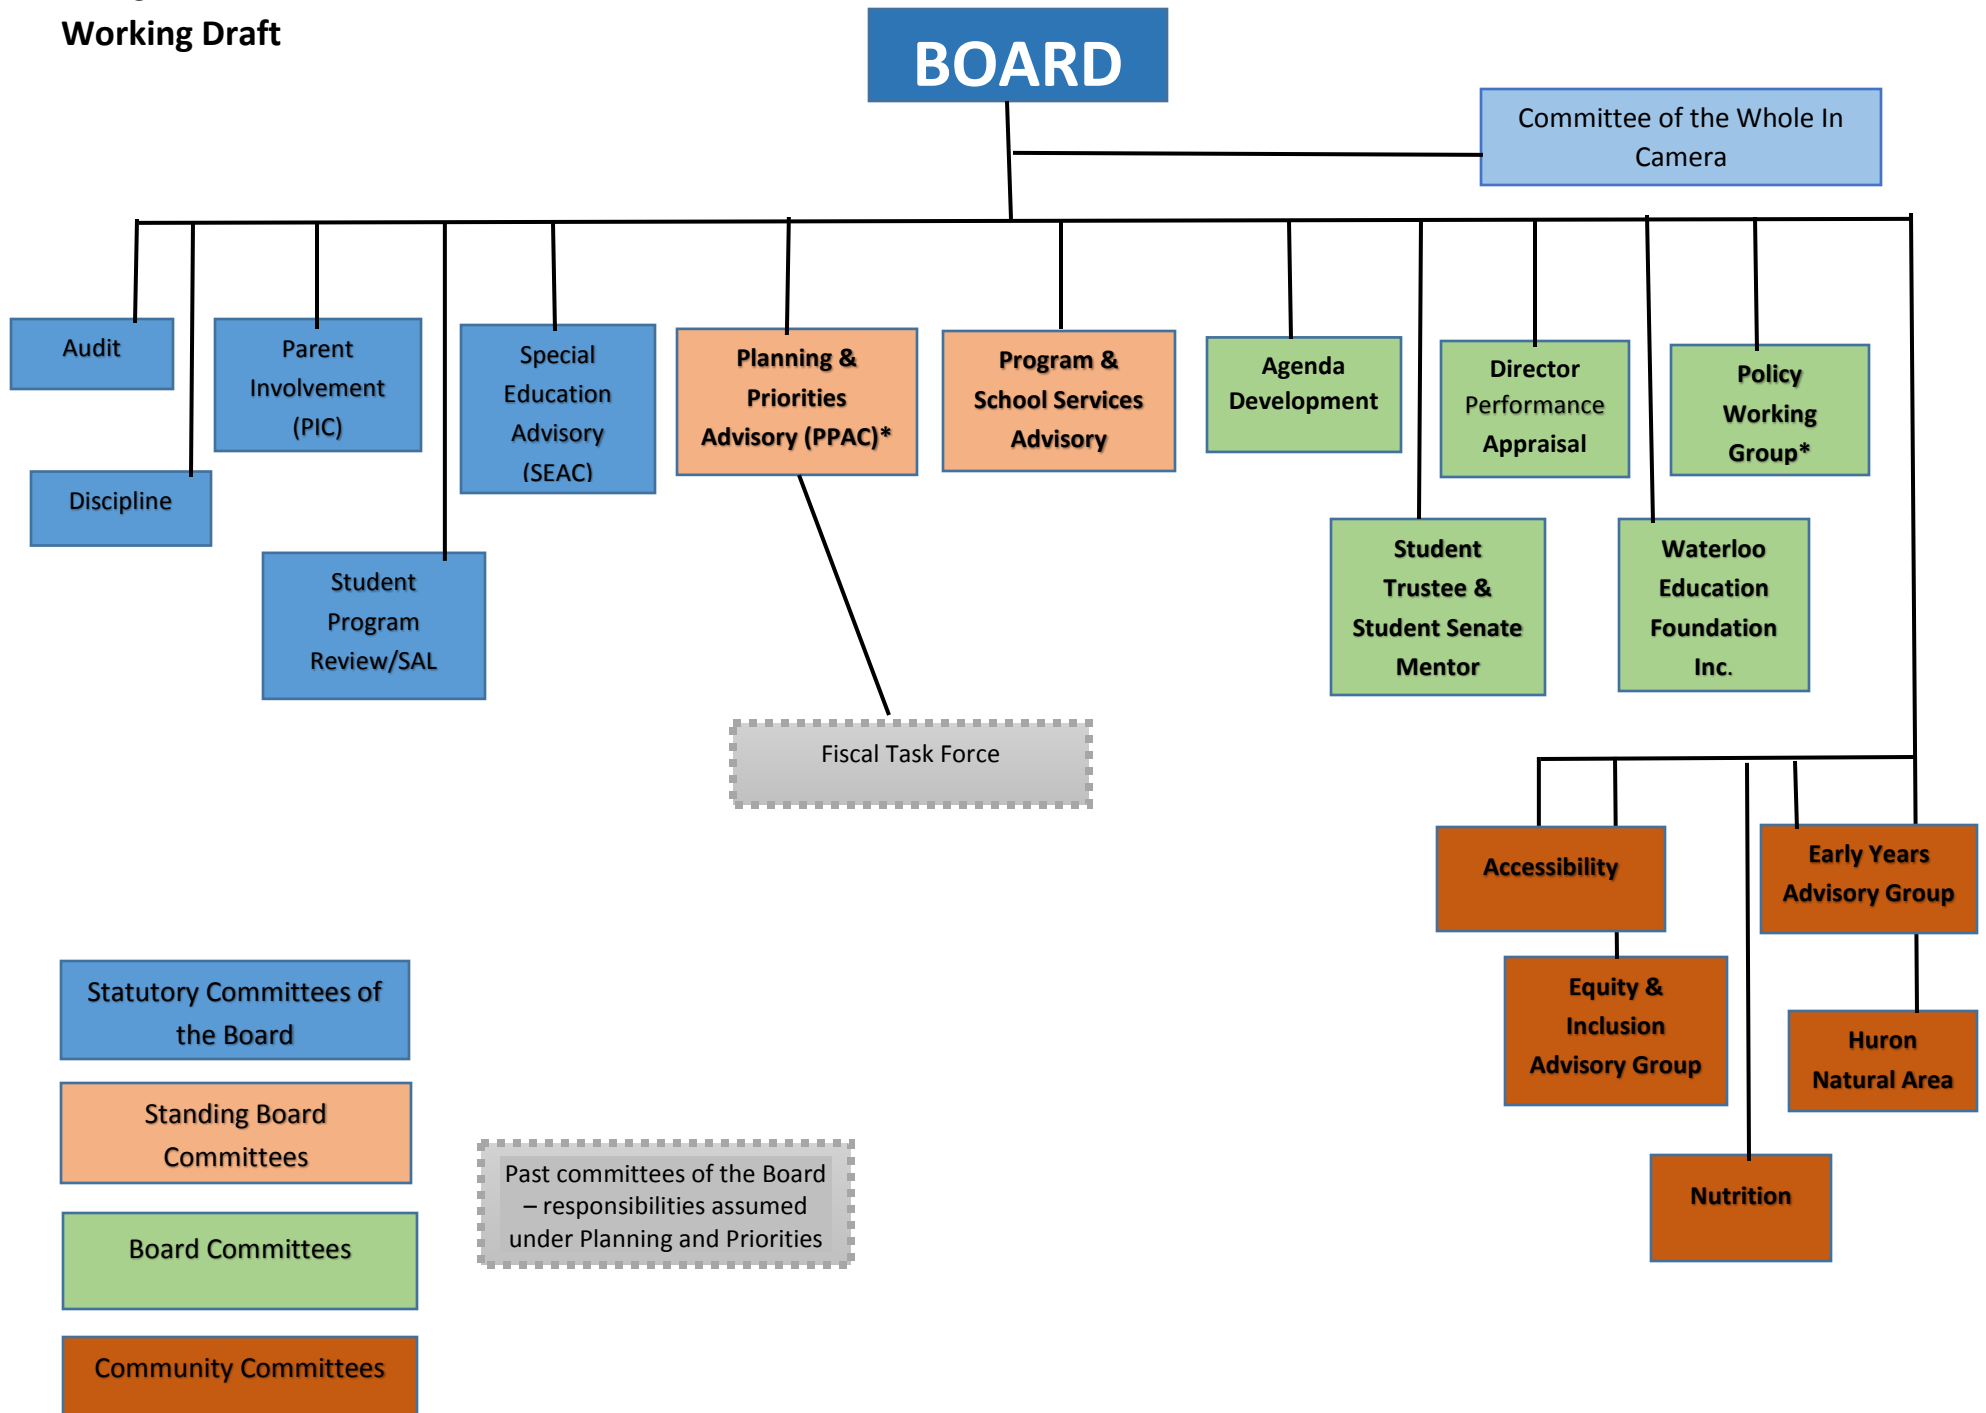 Working Draft
BOARD
Committee of the Whole In
Camera
Audit
Parent
Involvement
(PIC)
Special
Education
Advisory
(SEAC)
Planning &
Priorities
Advisory (PPAC)*
Program &
School Services
Advisory
Agenda
Development
Director
Performance
Appraisal
Policy
Working
Group*
Discipline
Student
Program
Review/SAL
Student
Trustee &
Student Senate
Mentor
Waterloo
Education
Foundation
Inc.
Fiscal Task Force
Accessibility
Early Years
Advisory Group
Equity &
Inclusion
Advisory Group
Huron
Natural Area
Nutrition
Statutory Committees of
the Board
Standing Board
Committees
Board Committees
Community Committees
Past committees of the Board
– responsibilities assumed
under Planning and Priorities